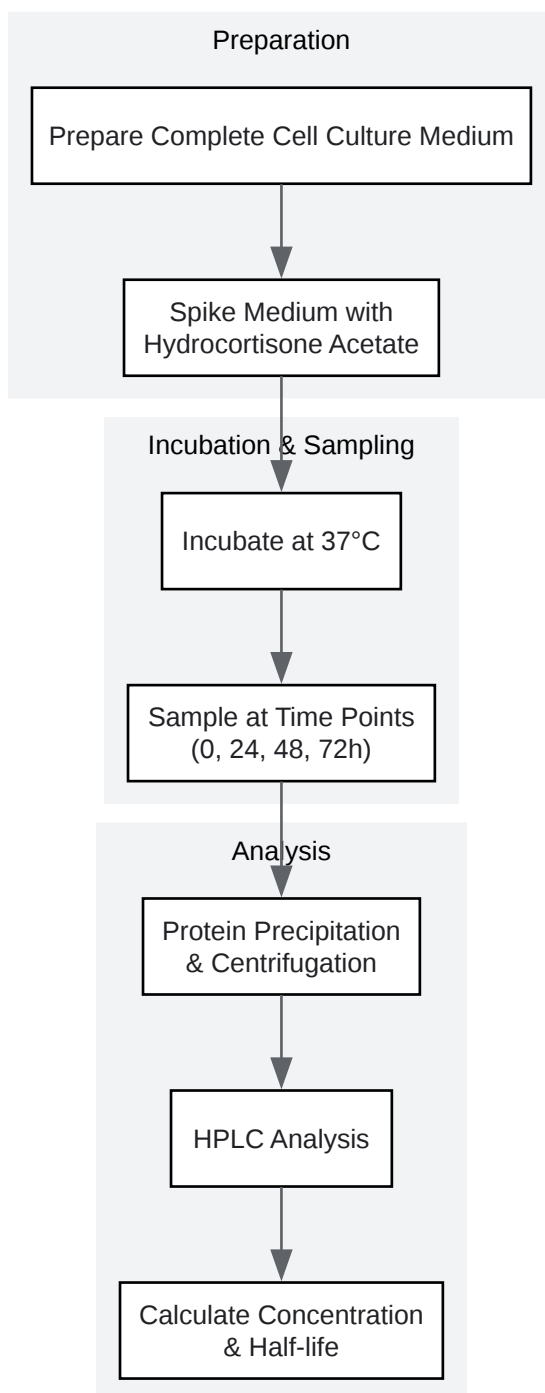 Preparation
Prepare Complete Cell Culture Medium
Spike Medium with
Hydrocortisone Acetate
Incubation & Sampling
Incubate at 37°C
Sample at Time Points
(0, 24, 48, 72h)
Analysis
Protein Precipitation
& Centrifugation
HPLC Analysis
Calculate Concentration
& Half-life